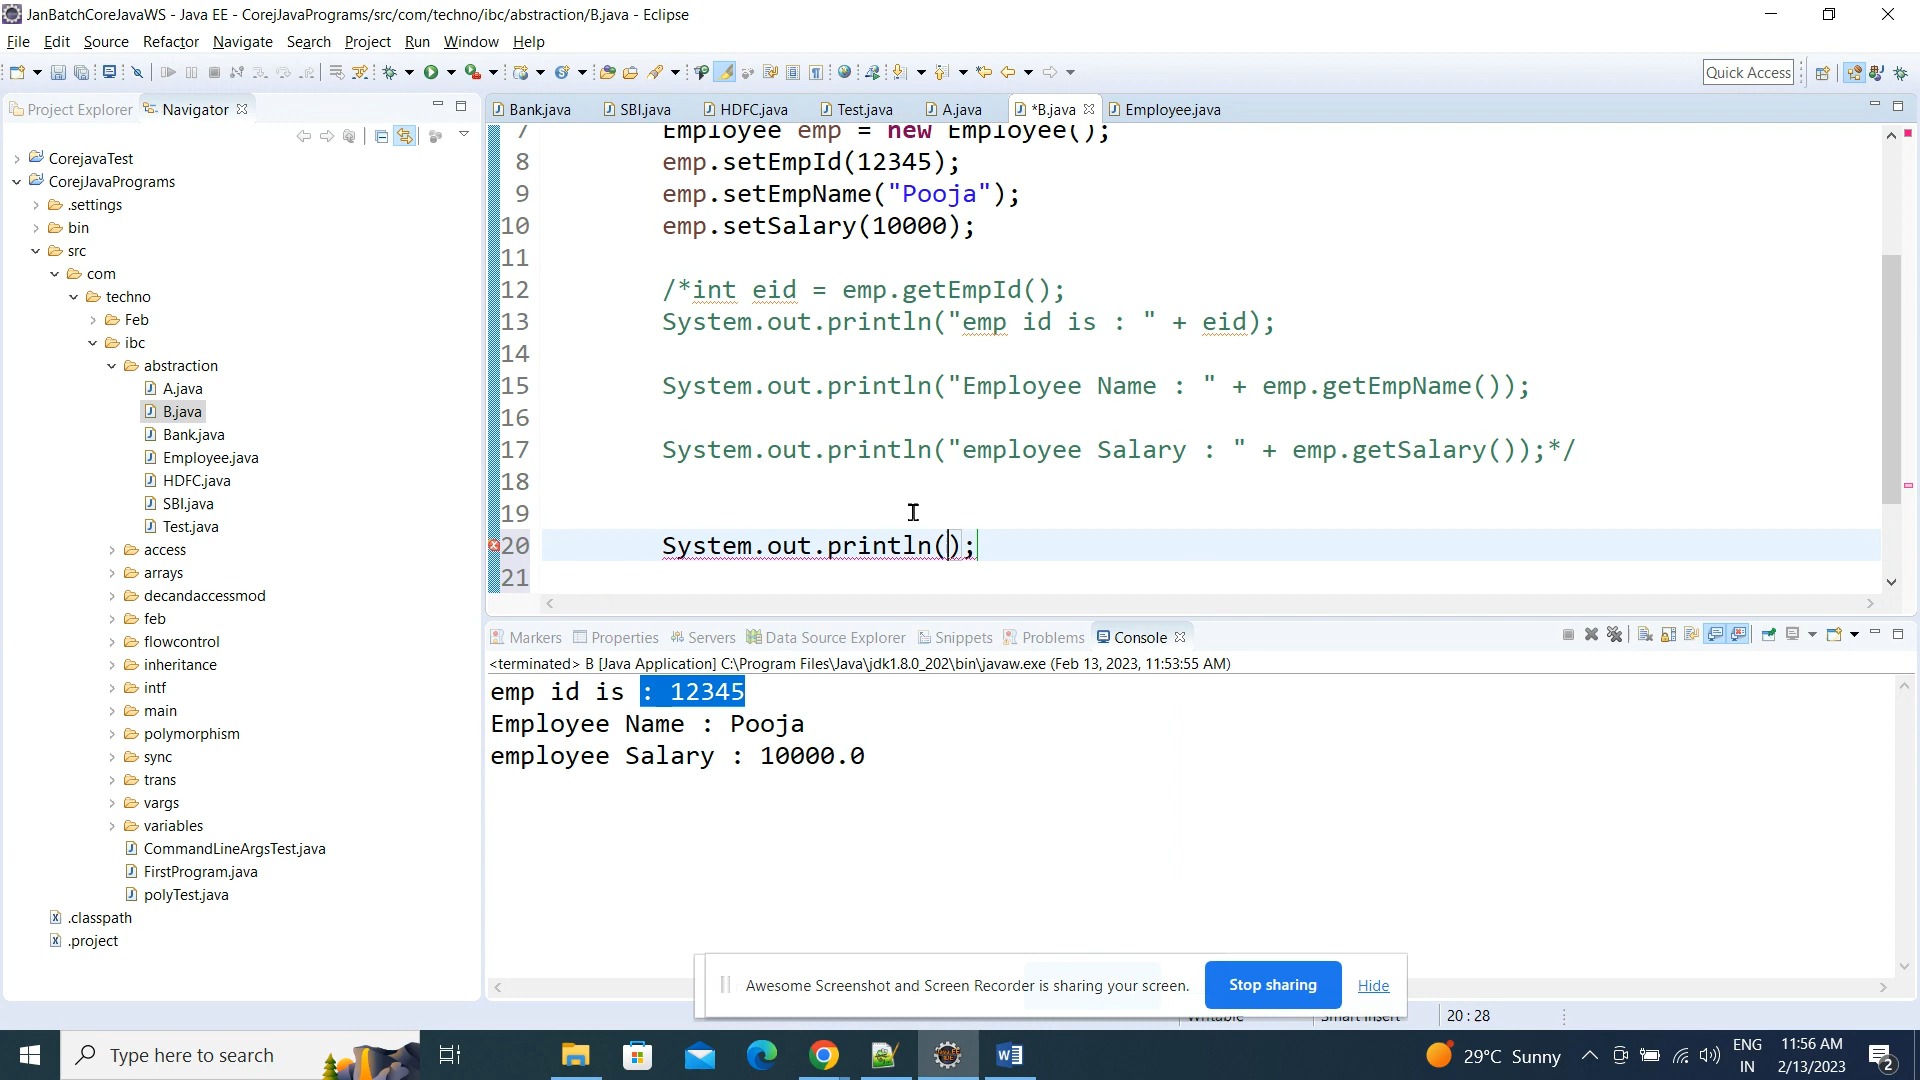 JanBatchCoreJavaWS - Java EE - CorejJavaPrograms/src/com/techno/ibc/abstraction/B.java - Eclipse
File Edit Source Refactor Navigate Search Project Run Window Help
Quick Access
Project Explorer Navigator
Bank.java SBI.java HDFC.java Test.java A.java *B.java Employee.java
CorejavaTest
CorejJavaPrograms
.settings
bin
src
com
techno
Feb
ibc
abstraction
A.java
B.java
Bank.java
Employee.java
HDFC.java
SBI.java
Test.java
access
arrays
decandaccessmod
feb
flowcontrol
inheritance
intf
main
polymorphism
sync
trans
vargs
variables
CommandLineArgsTest.java
FirstProgram.java
polyTest.java
.classpath
.project
7 Employee emp = new Employee();
8 emp.setEmpId(12345);
9 emp.setEmpName("Pooja");
10 emp.setSalary(10000);
11
12 /*int eid = emp.getEmpId();
13 System.out.println("emp id is : " + eid);
14
15 System.out.println("Employee Name : " + emp.getEmpName());
16
17 System.out.println("employee Salary : " + emp.getSalary());*/
18
19
20 System.out.println();
21
Markers Properties Servers Data Source Explorer Snippets Problems Console
<terminated> B [Java Application] C:\Program Files\Java\jdk1.8.0_202\bin\javaw.exe (Feb 13, 2023, 11:53:55 AM)
emp id is : 12345
Employee Name : Pooja
employee Salary : 10000.0
Awesome Screenshot and Screen Recorder is sharing your screen. Stop sharing Hide
Writable Smart Insert 20 : 28
Type here to search
29°C Sunny
ENG
IN
11:56 AM
2/13/2023
2